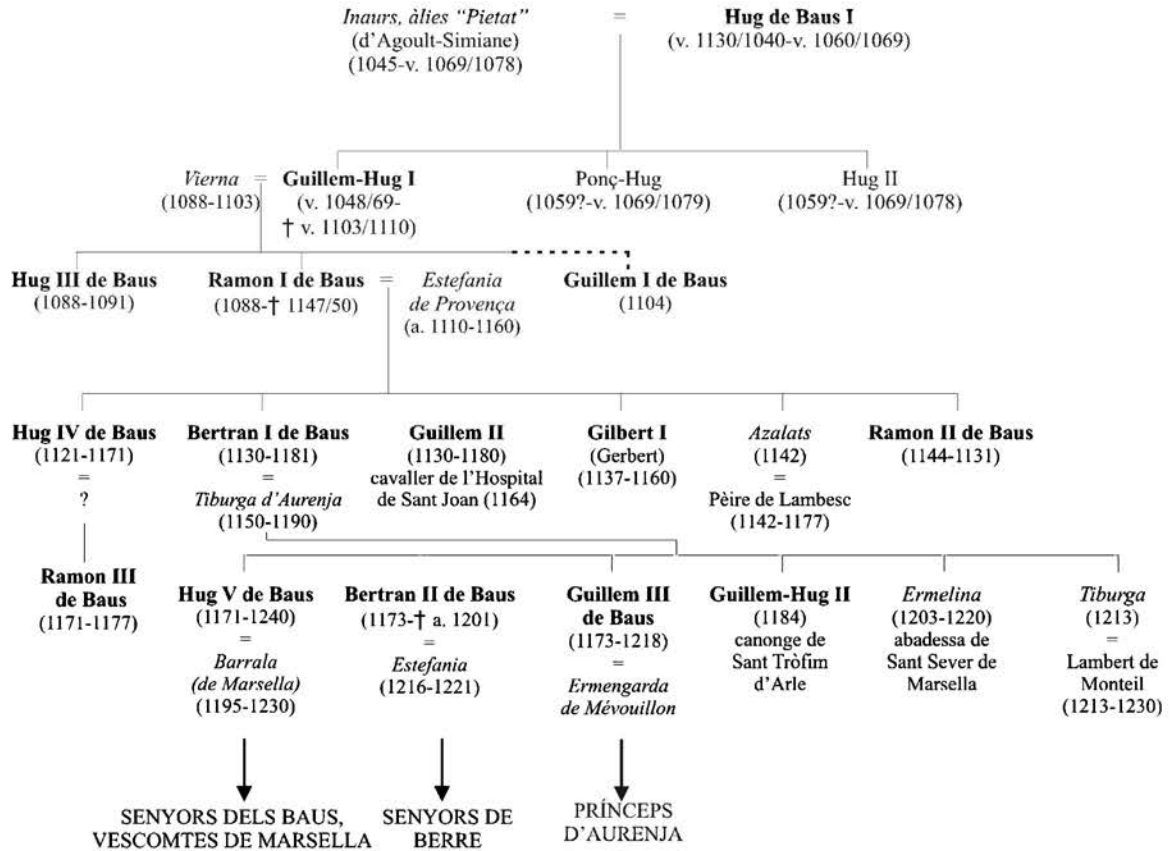 Inaurs, àlies “Pietat”
(d’Agoult-Simiane)
(1045-v. 1069/1078)
=
Hug de Baus I
(v. 1130/1040-v. 1060/1069)
Vierna
(1088-1103)
=
Guillem-Hug I
(v. 1048/69-
† v. 1103/1110)
Ponç-Hug
(1059?-v. 1069/1079)
Hug II
(1059?-v. 1069/1078)
Hug III de Baus
(1088-1091)
Ramon I de Baus
(1088-† 1147/50)
=
Estefania
de Provença
(a. 1110-1160)
Guillem I de Baus
(1104)
Hug IV de Baus
(1121-1171)
=
?
Bertran I de Baus
(1130-1181)
=
Tiburga d’Aurenja
(1150-1190)
Guillem II
(1130-1180)
cavaller de l’Hospital
de Sant Joan (1164)
Gilbert I
(Gerbert)
(1137-1160)
Azalats
(1142)
=
Pèire de Lambesc
(1142-1177)
Ramon II de Baus
(1144-1131)
Ramon III
de Baus
(1171-1177)
Hug V de Baus
(1171-1240)
=
Barrala
(de Marsella)
(1195-1230)
Bertran II de Baus
(1173-† a. 1201)
=
Estefania
(1216-1221)
Guillem III
de Baus
(1173-1218)
=
Ermengarda
de Mévouillon
Guillem-Hug II
(1184)
canonge de
Sant Tròfim
d’Arle
Ermelina
(1203-1220)
abadessa de
Sant Sever de
Marsella
Tiburga
(1213)
=
Lambert de
Monteil
(1213-1230)
SENYORS DELS BAUS,
VESCOMTES DE MARSELLA
SENYORS DE
BERRE
PRÍNCEPS
D’AURENJA